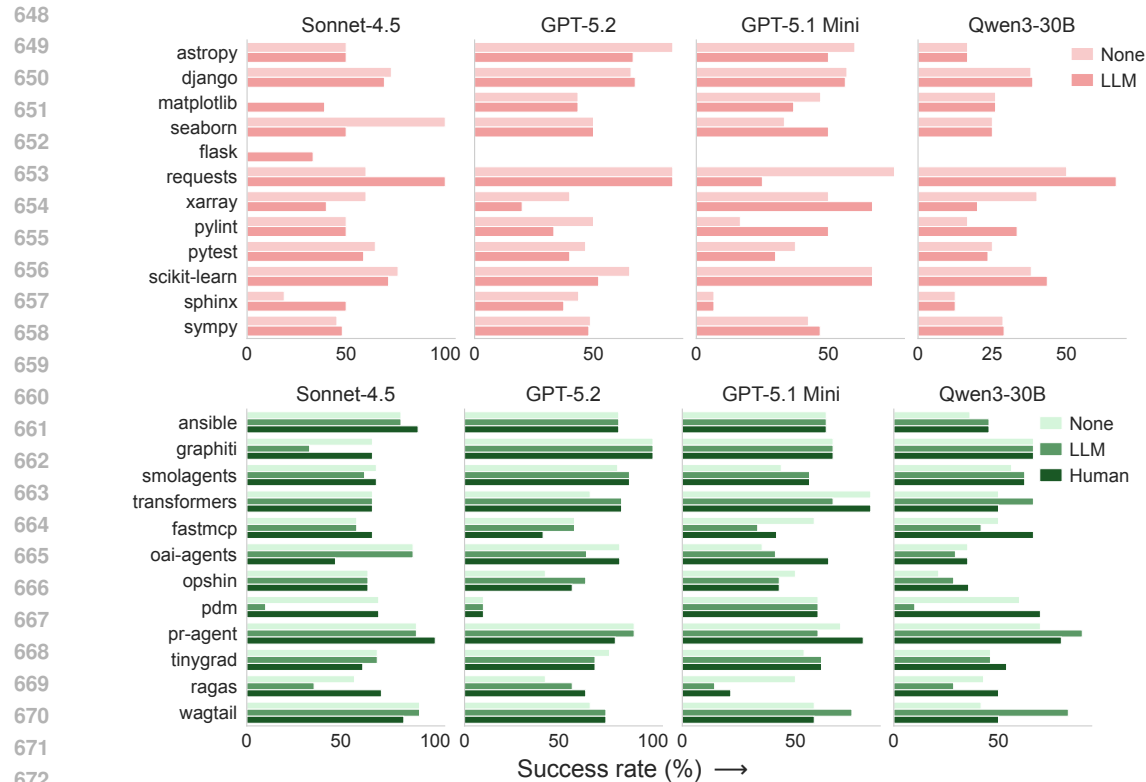 648
649
650
651
652
653
654
655
656
657
658
659
660
661
662
663
664
665
666
667
668
669
670
671
672
Sonnet-4.5 GPT-5.2 GPT-5.1 Mini Qwen3-30B
None
LLM
astropy
django
matplotlib
seaborn
flask
requests
xarray
pylint
pytest
scikit-learn
sphinx
sympy
0 50 100 0 50 0 50 0 25 50
Sonnet-4.5 GPT-5.2 GPT-5.1 Mini Qwen3-30B
None
LLM
Human
ansible
graphiti
smolagents
transformers
fastmcp
oai-agents
opshin
pdm
pr-agent
tinygrad
ragas
wagtail
0 50 100 0 50 100 0 50 0 50
Success rate (%) →